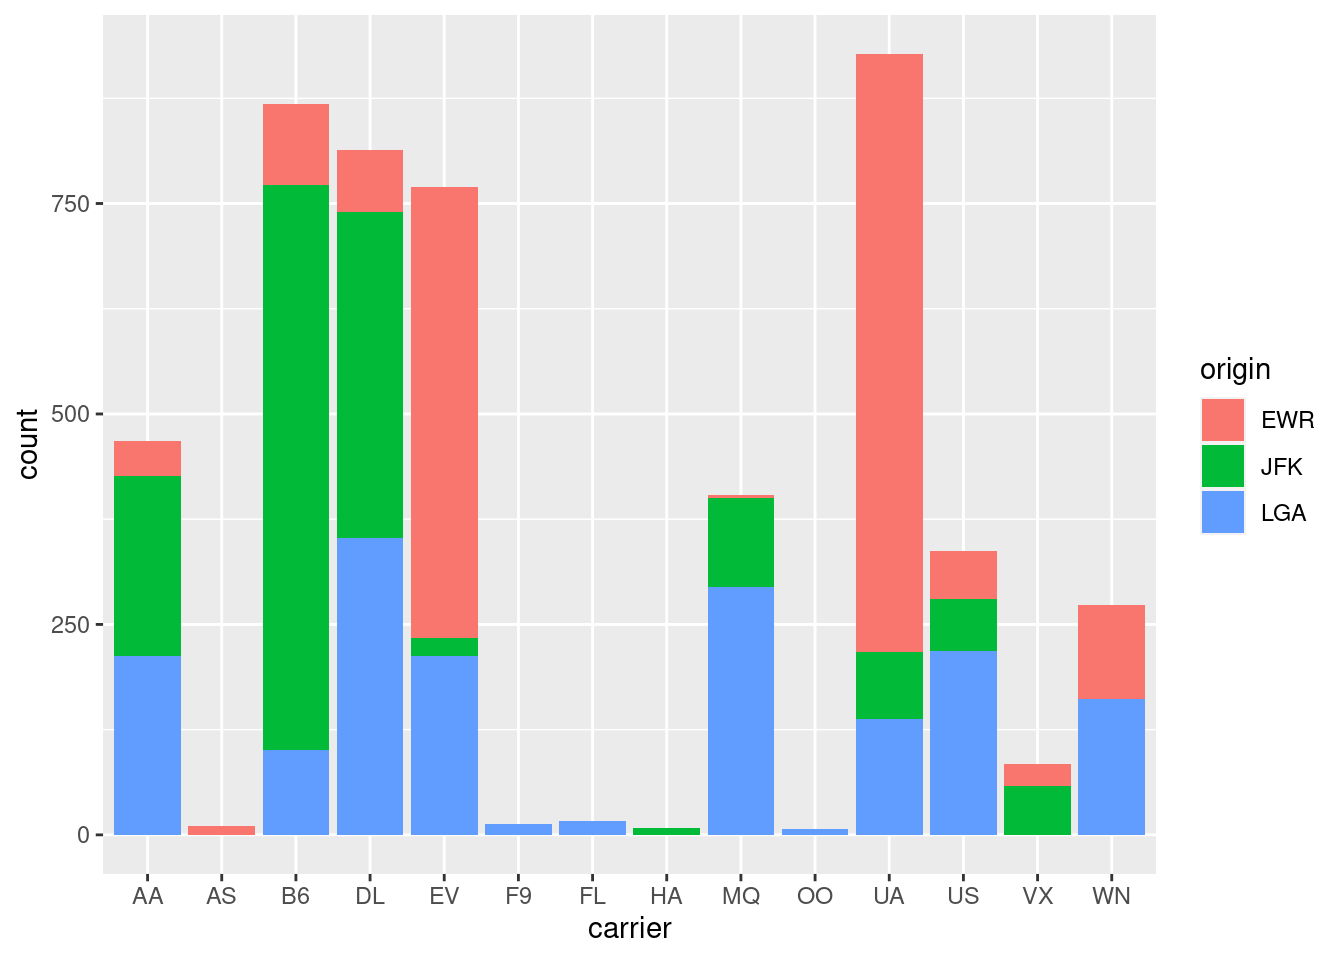 750
500
250
0
count
AA AS B6 DL EV F9 FL HA MQ OO UA US VX WN
carrier
origin
EWR
JFK
LGA